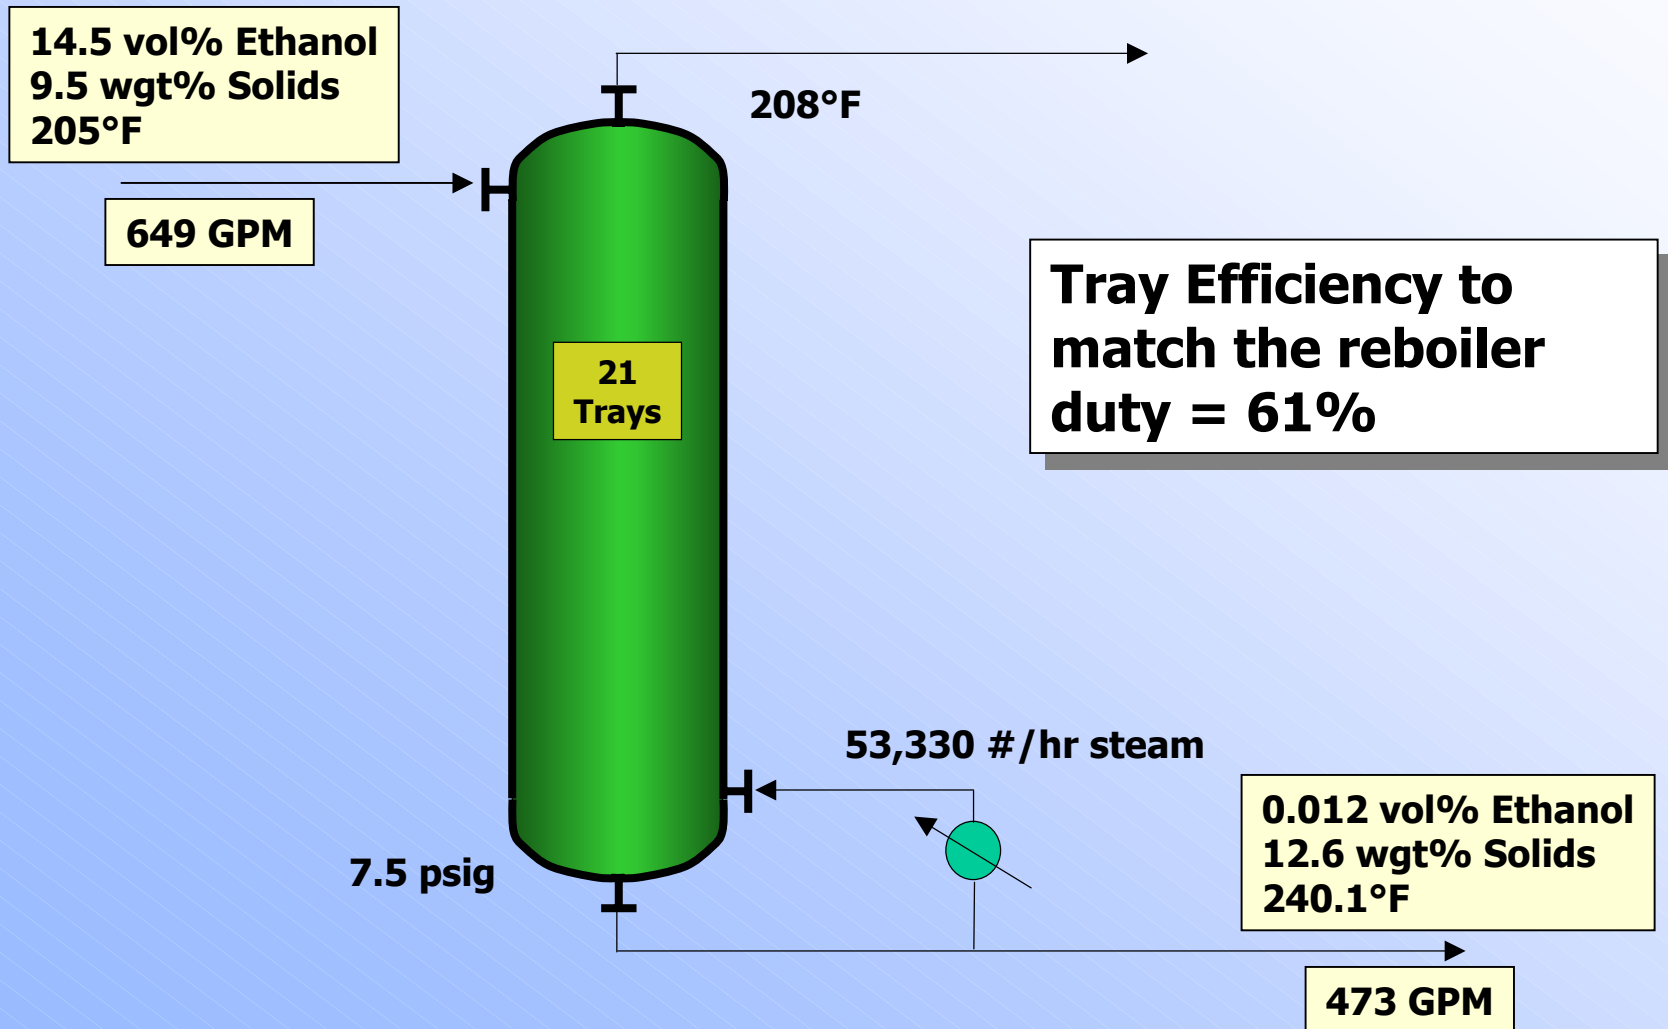 14.5 vol% Ethanol
9.5 wgt% Solids
205°F
649 GPM
208°F
21
Trays
Tray Efficiency to
match the reboiler
duty = 61%
53,330 #/hr steam
7.5 psig
0.012 vol% Ethanol
12.6 wgt% Solids
240.1°F
473 GPM